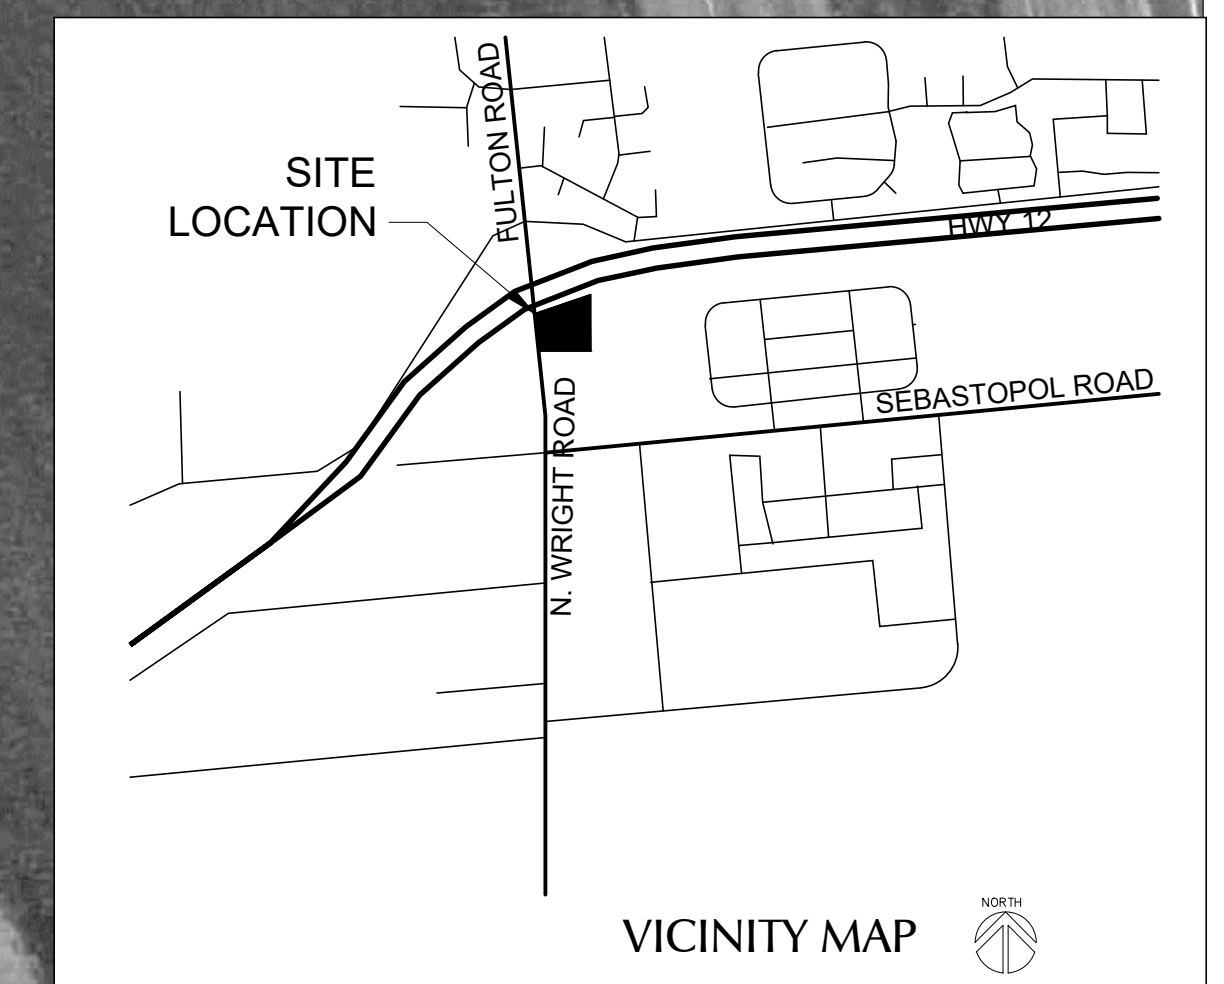 FULTON ROAD
SITE
LOCATION
HWY 12
SEBASTOPOL ROAD
N. WRIGHT ROAD
VICINITY MAP
NORTH